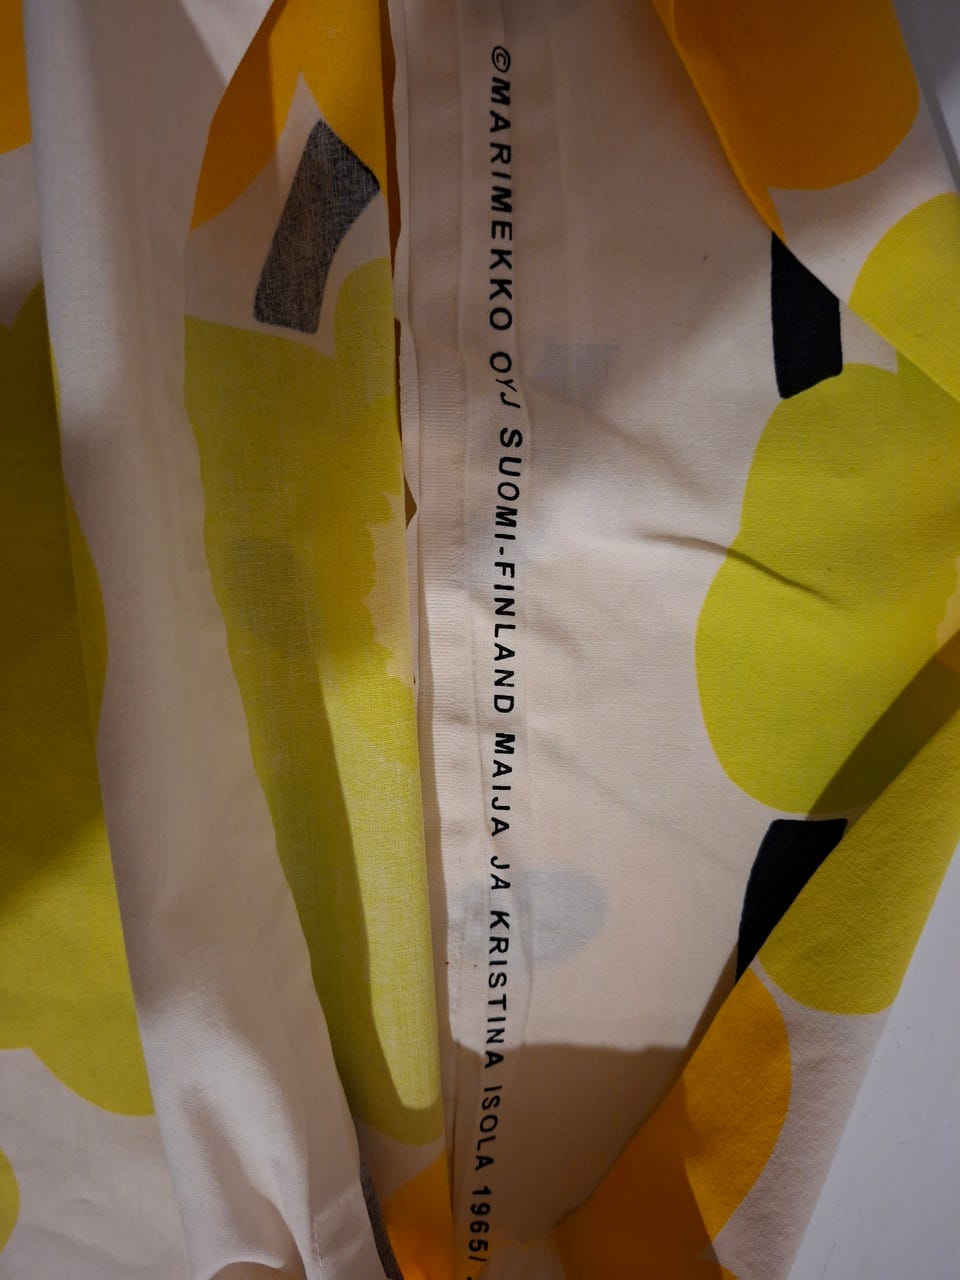 ©MARIMEKKO OYJ SUOMI-FINLAND MAIJA JA KRISTINA ISOLA 1965/